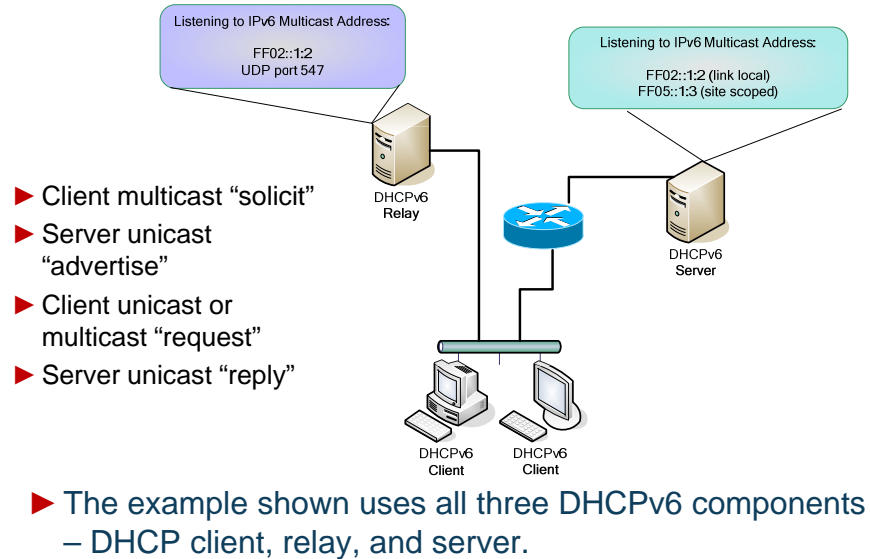 Listening to IPv6 Multicast Address:
FF02::1:2
UDP port 547
Listening to IPv6 Multicast Address:
FF02::1:2 (link local)
FF05::1:3 (site scoped)
DHCPv6
Relay
DHCPv6
Server
► Client multicast “solicit”
► Server unicast
“advertise”
► Client unicast or
multicast “request”
► Server unicast “reply”
DHCPv6
Client
DHCPv6
Client
► The example shown uses all three DHCPv6 components
– DHCP client, relay, and server.